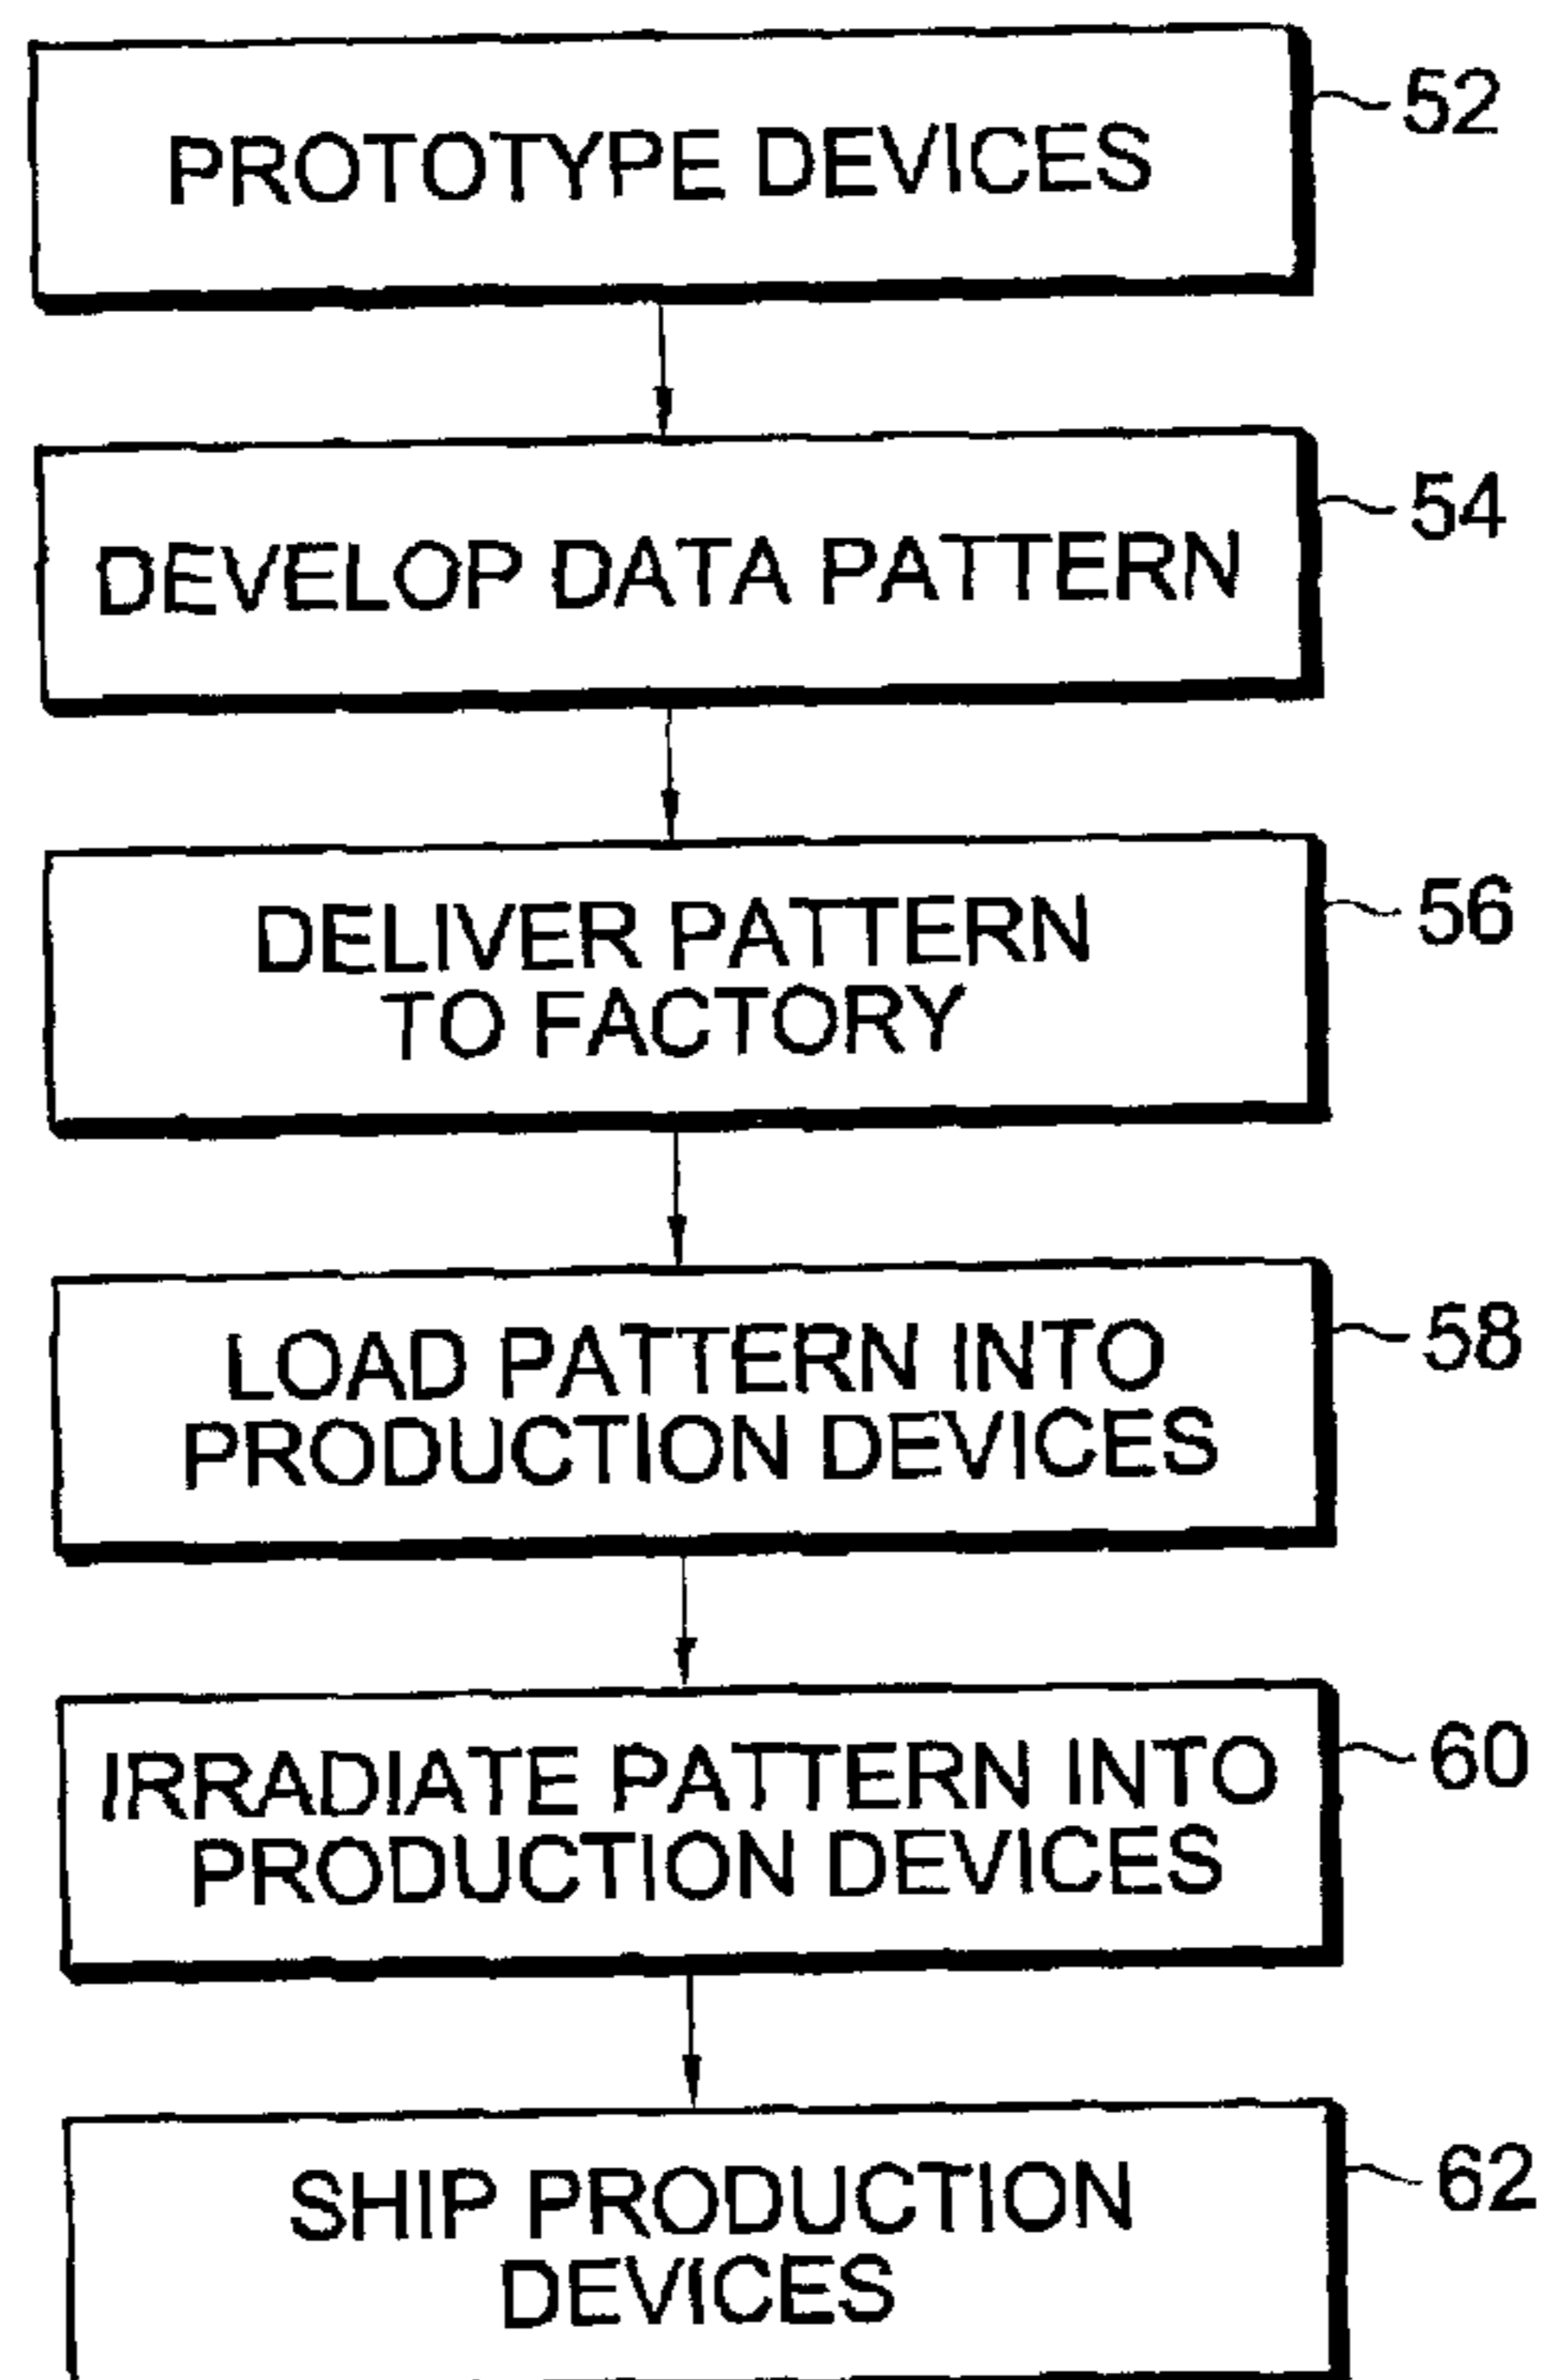 PROTOTYPE DEVICES
52
DEVELOP DATA PATTERN
54
DELIVER PATTERN
TO FACTORY
56
LOAD PATTERN INTO
PRODUCTION DEVICES
58
IRRADIATE PATTERN INTO
PRODUCTION DEVICES
60
SHIP PRODUCTION
DEVICES
62